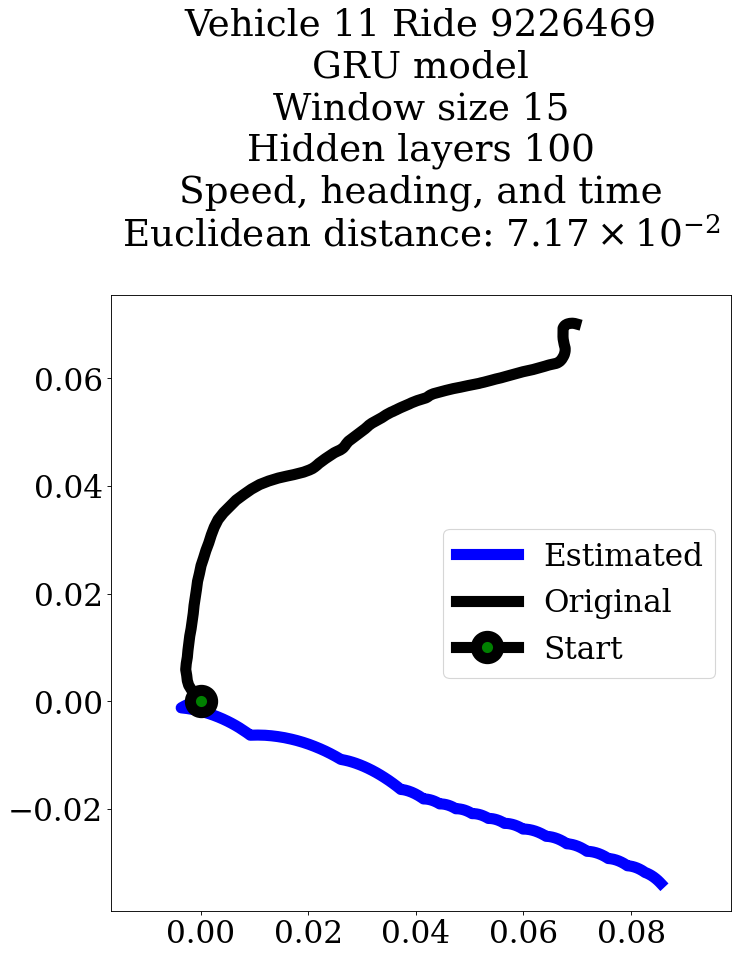 Vehicle 11 Ride 9226469
GRU model
Window size 15
Hidden layers 100
Speed, heading, and time
Euclidean distance: 7.17 × 10⁻²
0.06
0.04
0.02
0.00
−0.02
Estimated
Original
Start
0.00 0.02 0.04 0.06 0.08